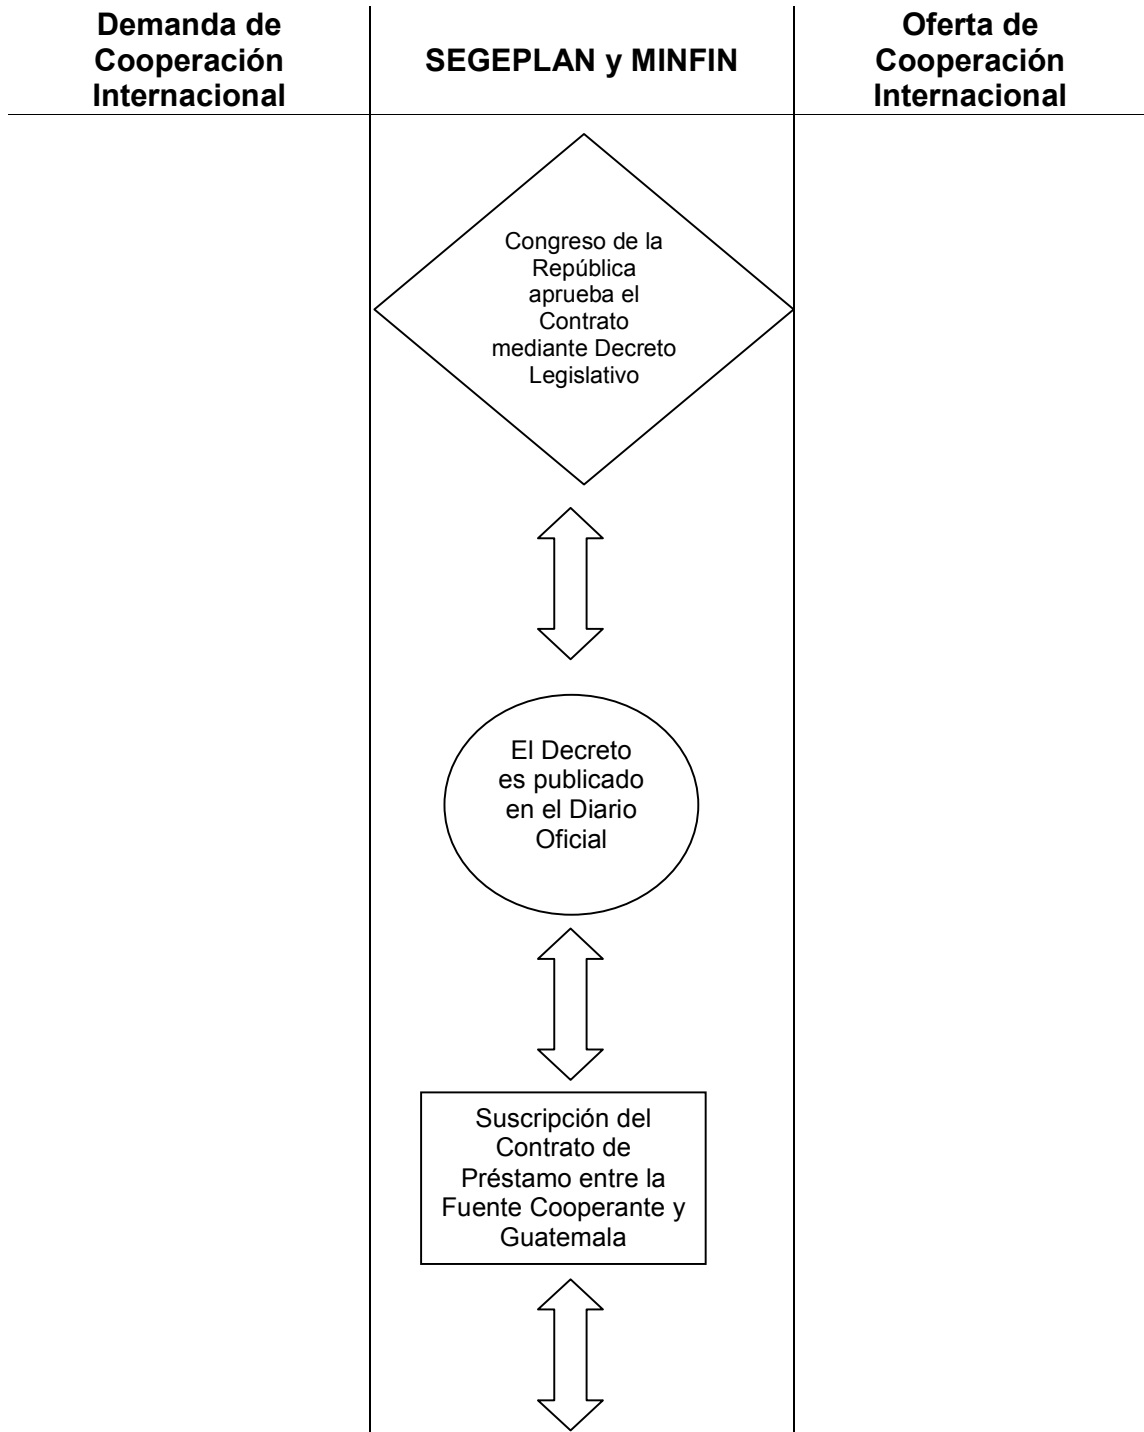 Demanda de
Cooperación
Internacional
SEGEPLAN y MINFIN
Oferta de
Cooperación
Internacional
Congreso de la
República
aprueba el
Contrato
mediante Decreto
Legislativo
El Decreto
es publicado
en el Diario
Oficial
Suscripción del
Contrato de
Préstamo entre la
Fuente Cooperante y
Guatemala